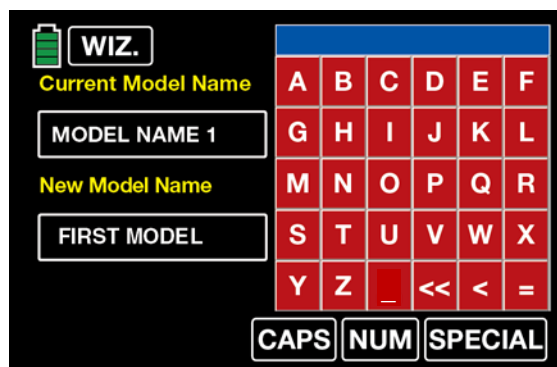 WIZ.
Current Model Name
MODEL NAME 1
New Model Name
FIRST MODEL
A B C D E F
G H I J K L
M N O P Q R
S T U V W X
Y Z _ << < =
CAPS NUM SPECIAL